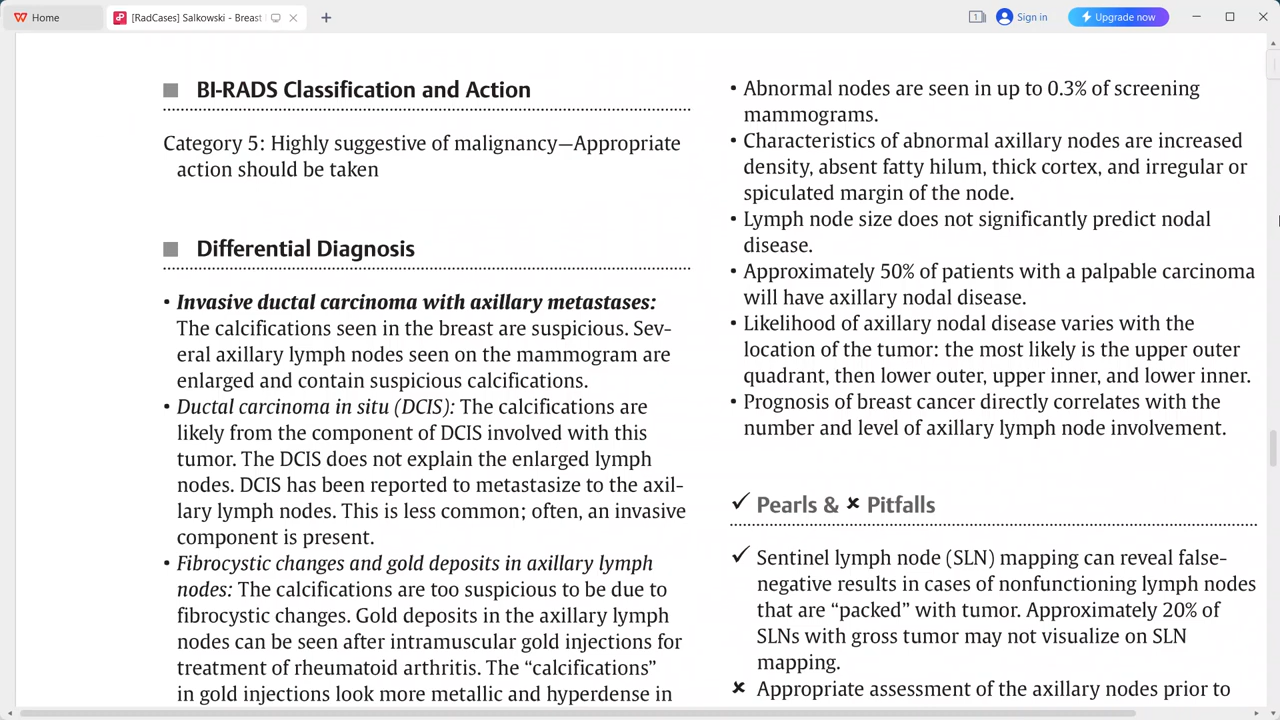 Home
[RadCases] Salkowski - Breast
1
Sign in
Upgrade now
BI-RADS Classification and Action
Category 5: Highly suggestive of malignancy—Appropriate
action should be taken
Differential Diagnosis
• Invasive ductal carcinoma with axillary metastases:
The calcifications seen in the breast are suspicious. Sev-
eral axillary lymph nodes seen on the mammogram are
enlarged and contain suspicious calcifications.
• Ductal carcinoma in situ (DCIS): The calcifications are
likely from the component of DCIS involved with this
tumor. The DCIS does not explain the enlarged lymph
nodes. DCIS has been reported to metastasize to the axil-
lary lymph nodes. This is less common; often, an invasive
component is present.
• Fibrocystic changes and gold deposits in axillary lymph
nodes: The calcifications are too suspicious to be due to
fibrocystic changes. Gold deposits in the axillary lymph
nodes can be seen after intramuscular gold injections for
treatment of rheumatoid arthritis. The “calcifications”
in gold injections look more metallic and hyperdense in
• Abnormal nodes are seen in up to 0.3% of screening
mammograms.
• Characteristics of abnormal axillary nodes are increased
density, absent fatty hilum, thick cortex, and irregular or
spiculated margin of the node.
• Lymph node size does not significantly predict nodal
disease.
• Approximately 50% of patients with a palpable carcinoma
will have axillary nodal disease.
• Likelihood of axillary nodal disease varies with the
location of the tumor: the most likely is the upper outer
quadrant, then lower outer, upper inner, and lower inner.
• Prognosis of breast cancer directly correlates with the
number and level of axillary lymph node involvement.
✓ Pearls & ✗ Pitfalls
✓ Sentinel lymph node (SLN) mapping can reveal false-
negative results in cases of nonfunctioning lymph nodes
that are “packed” with tumor. Approximately 20% of
SLNs with gross tumor may not visualize on SLN
mapping.
✗ Appropriate assessment of the axillary nodes prior to